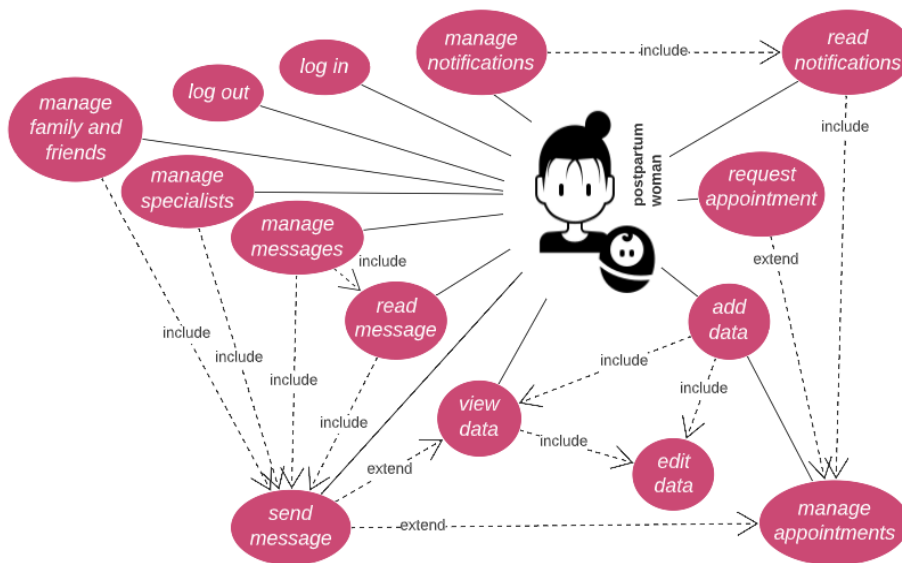 manage
notifications
include
read
notifications
log in
log out
manage
family and
friends
include
postpartum
woman
manage
specialists
request
appointment
manage
messages
include
extend
read
message
add
data
include
include
include
include
include
include
view
data
include
extend
edit
data
send
message
extend
manage
appointments